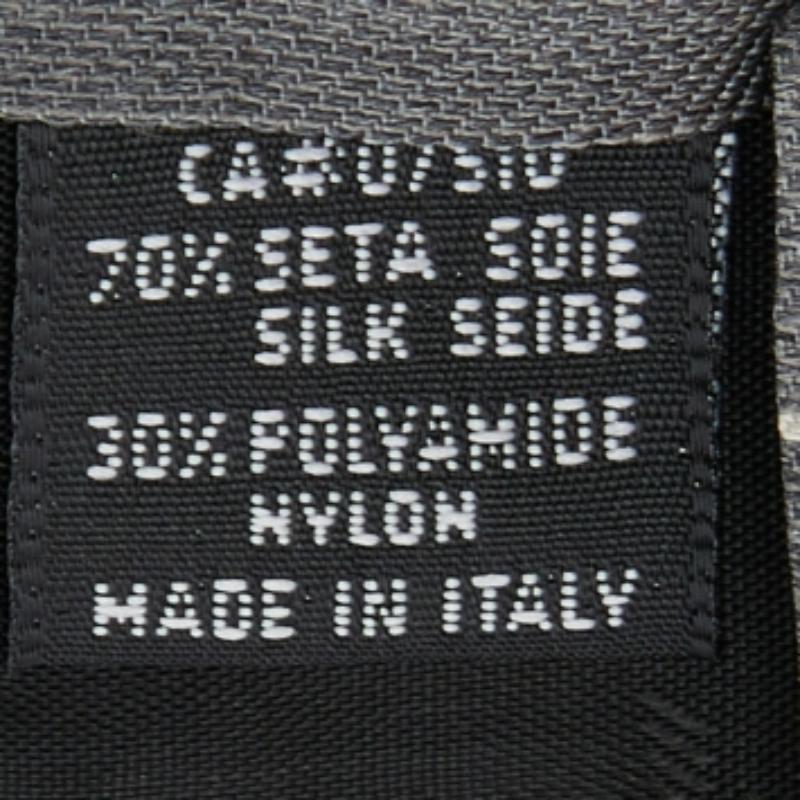 70% SETA SOIE
SILK SEIDE
30% POLYAMIDE
NYLON
MADE IN ITALY